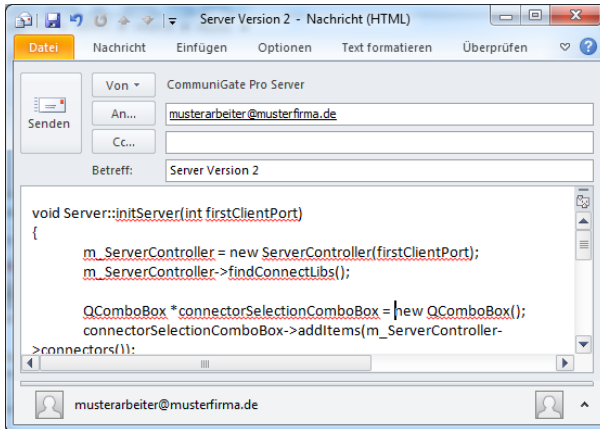 Server Version 2 - Nachricht (HTML)
Datei Nachricht Einfügen Optionen Text formatieren Überprüfen
Von CommuniGate Pro Server
Senden
An... musterarbeiter@musterfirma.de
Cc...
Betreff: Server Version 2
void Server::initServer(int firstClientPort)
{
m_ServerController = new ServerController(firstClientPort);
m_ServerController->findConnectLibs();
QComboBox *connectorSelectionComboBox = new QComboBox();
connectorSelectionComboBox->addItems(m_ServerController-
>connectors());
musterarbeiter@musterfirma.de